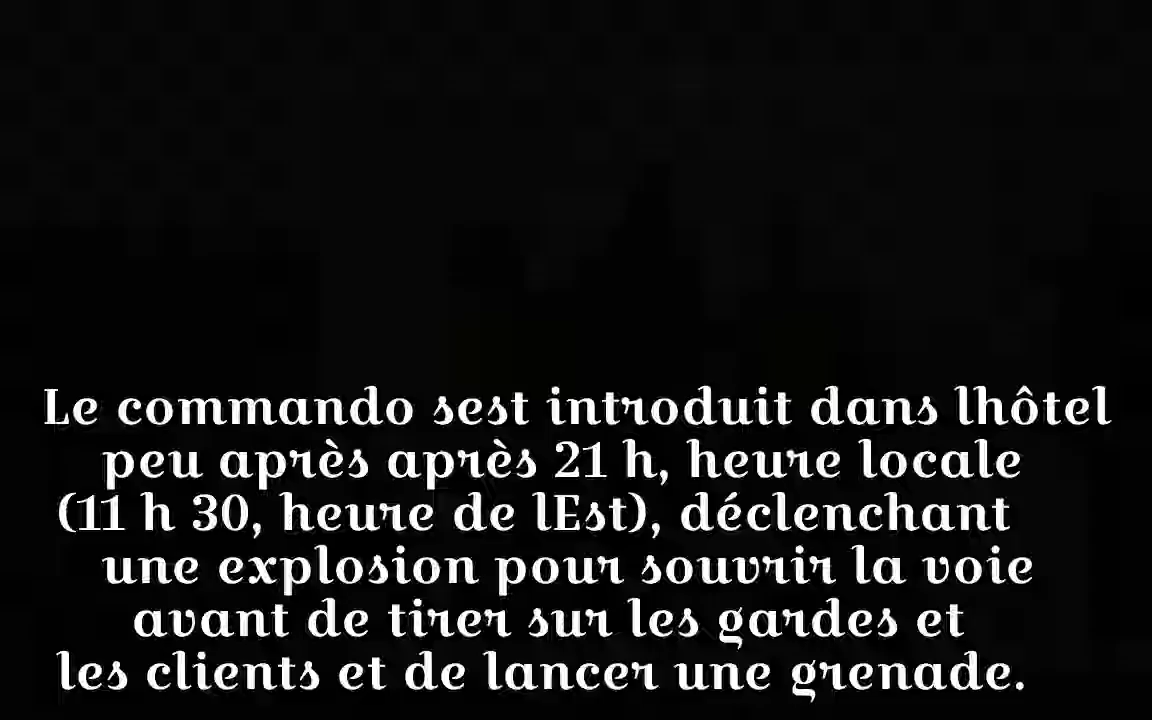 Le commando sest introduit dans lhôtel
peu après après 21 h, heure locale
(11 h 30, heure de lEst), déclenchant
une explosion pour souvrir la voie
avant de tirer sur les gardes et
les clients et de lancer une grenade.